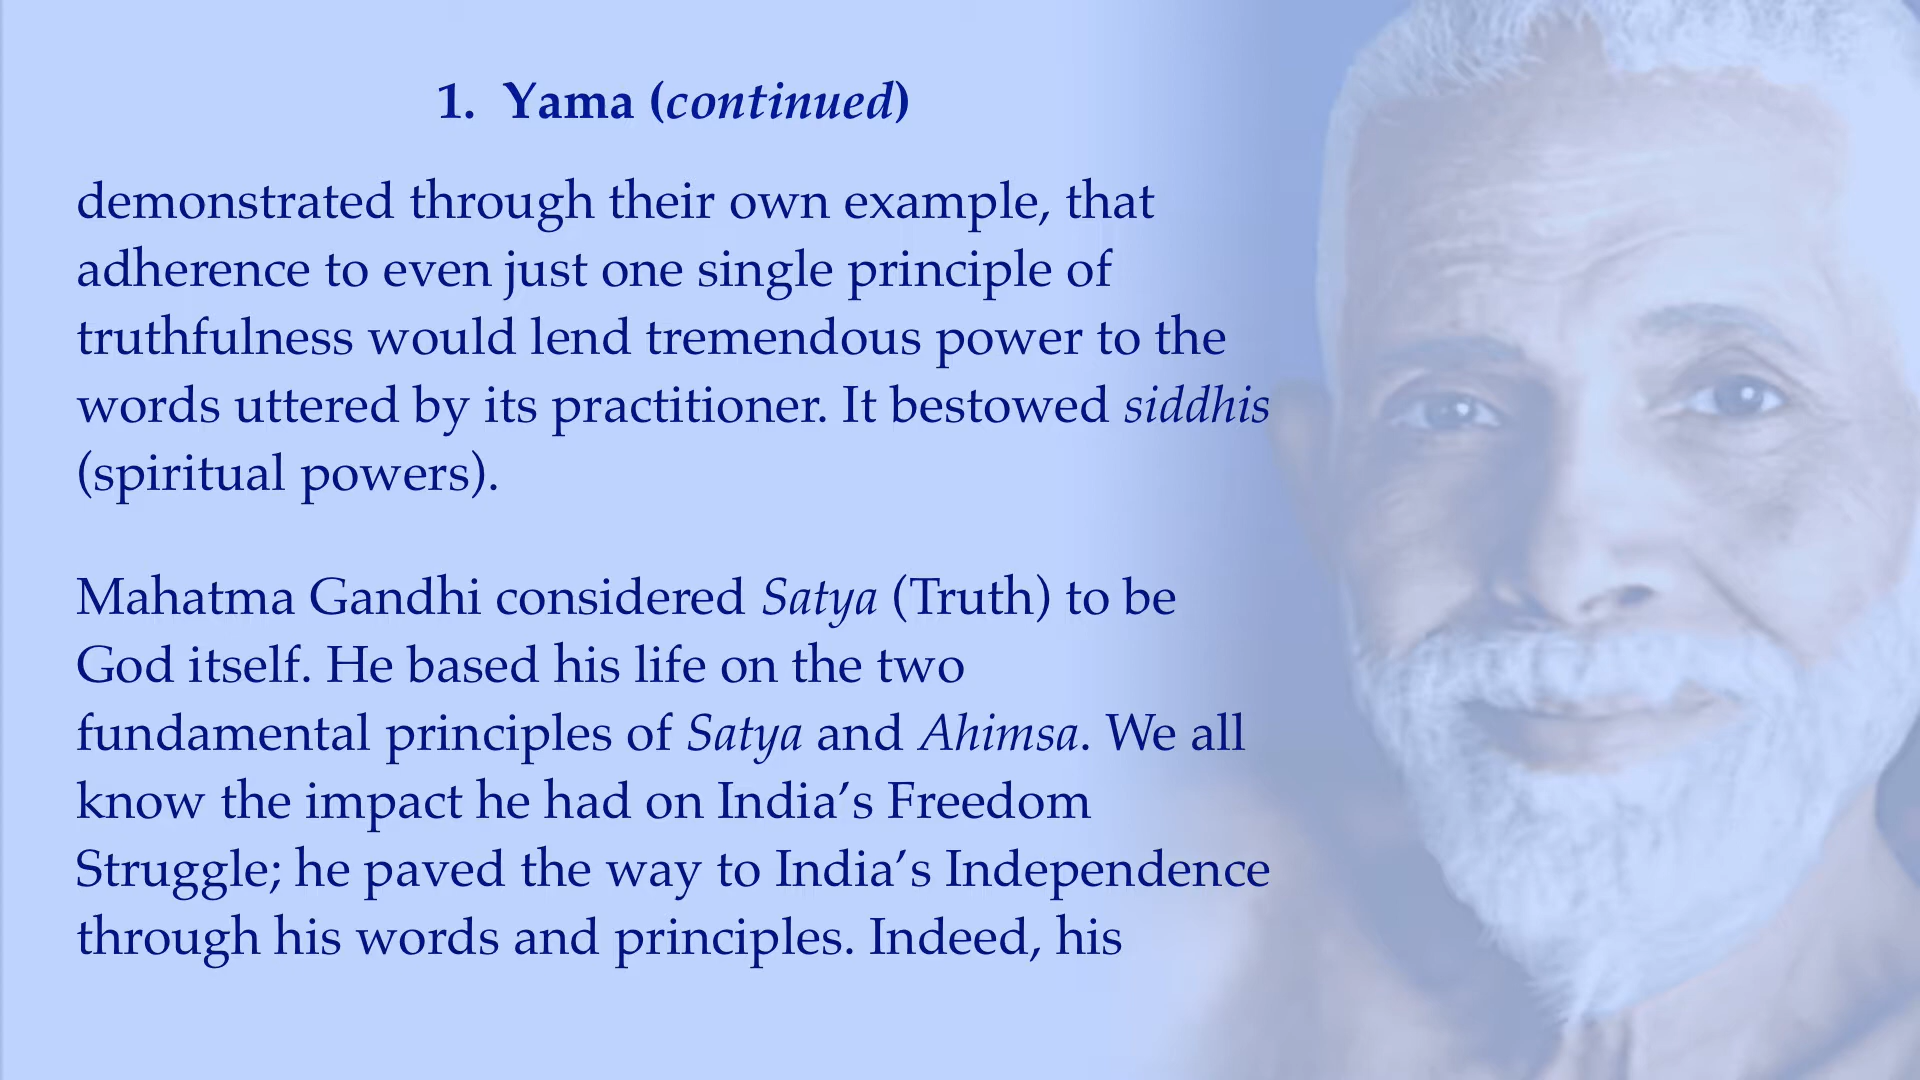 1. Yama (continued)
demonstrated through their own example, that
adherence to even just one single principle of
truthfulness would lend tremendous power to the
words uttered by its practitioner. It bestowed siddhis
(spiritual powers).
Mahatma Gandhi considered Satya (Truth) to be
God itself. He based his life on the two
fundamental principles of Satya and Ahimsa. We all
know the impact he had on India’s Freedom
Struggle; he paved the way to India’s Independence
through his words and principles. Indeed, his